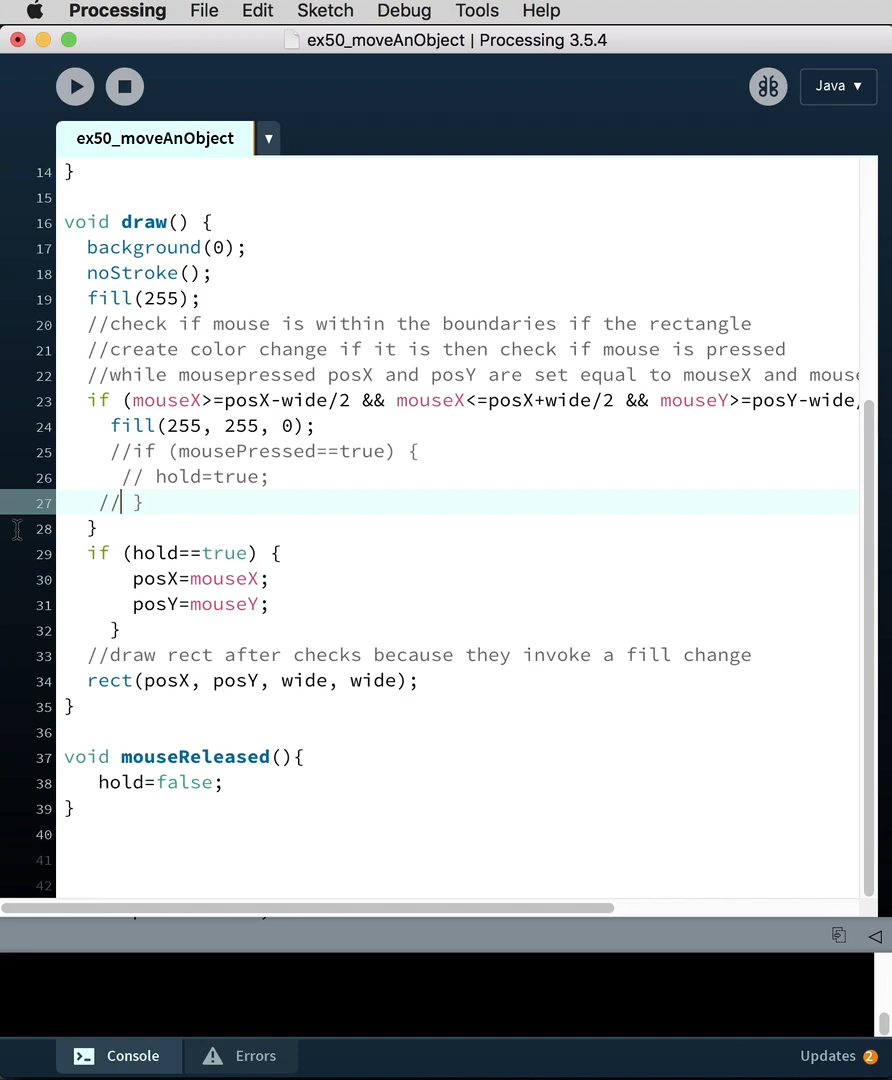 Processing File Edit Sketch Debug Tools Help
ex50_moveAnObject | Processing 3.5.4
Java ▼
ex50_moveAnObject ▼
14 }
15
16 void draw() {
17 background(0);
18 noStroke();
19 fill(255);
20 //check if mouse is within the boundaries if the rectangle
21 //create color change if it is then check if mouse is pressed
22 //while mousepressed posX and posY are set equal to mouseX and mouse
23 if (mouseX>=posX-wide/2 && mouseX<=posX+wide/2 && mouseY>=posY-wide/
24 fill(255, 255, 0);
25 //if (mousePressed==true) {
26 // hold=true;
27 // }
28 }
29 if (hold==true) {
30 posX=mouseX;
31 posY=mouseY;
32 }
33 //draw rect after checks because they invoke a fill change
34 rect(posX, posY, wide, wide);
35 }
36
37 void mouseReleased(){
38 hold=false;
39 }
40
41
42
Console Errors Updates 2